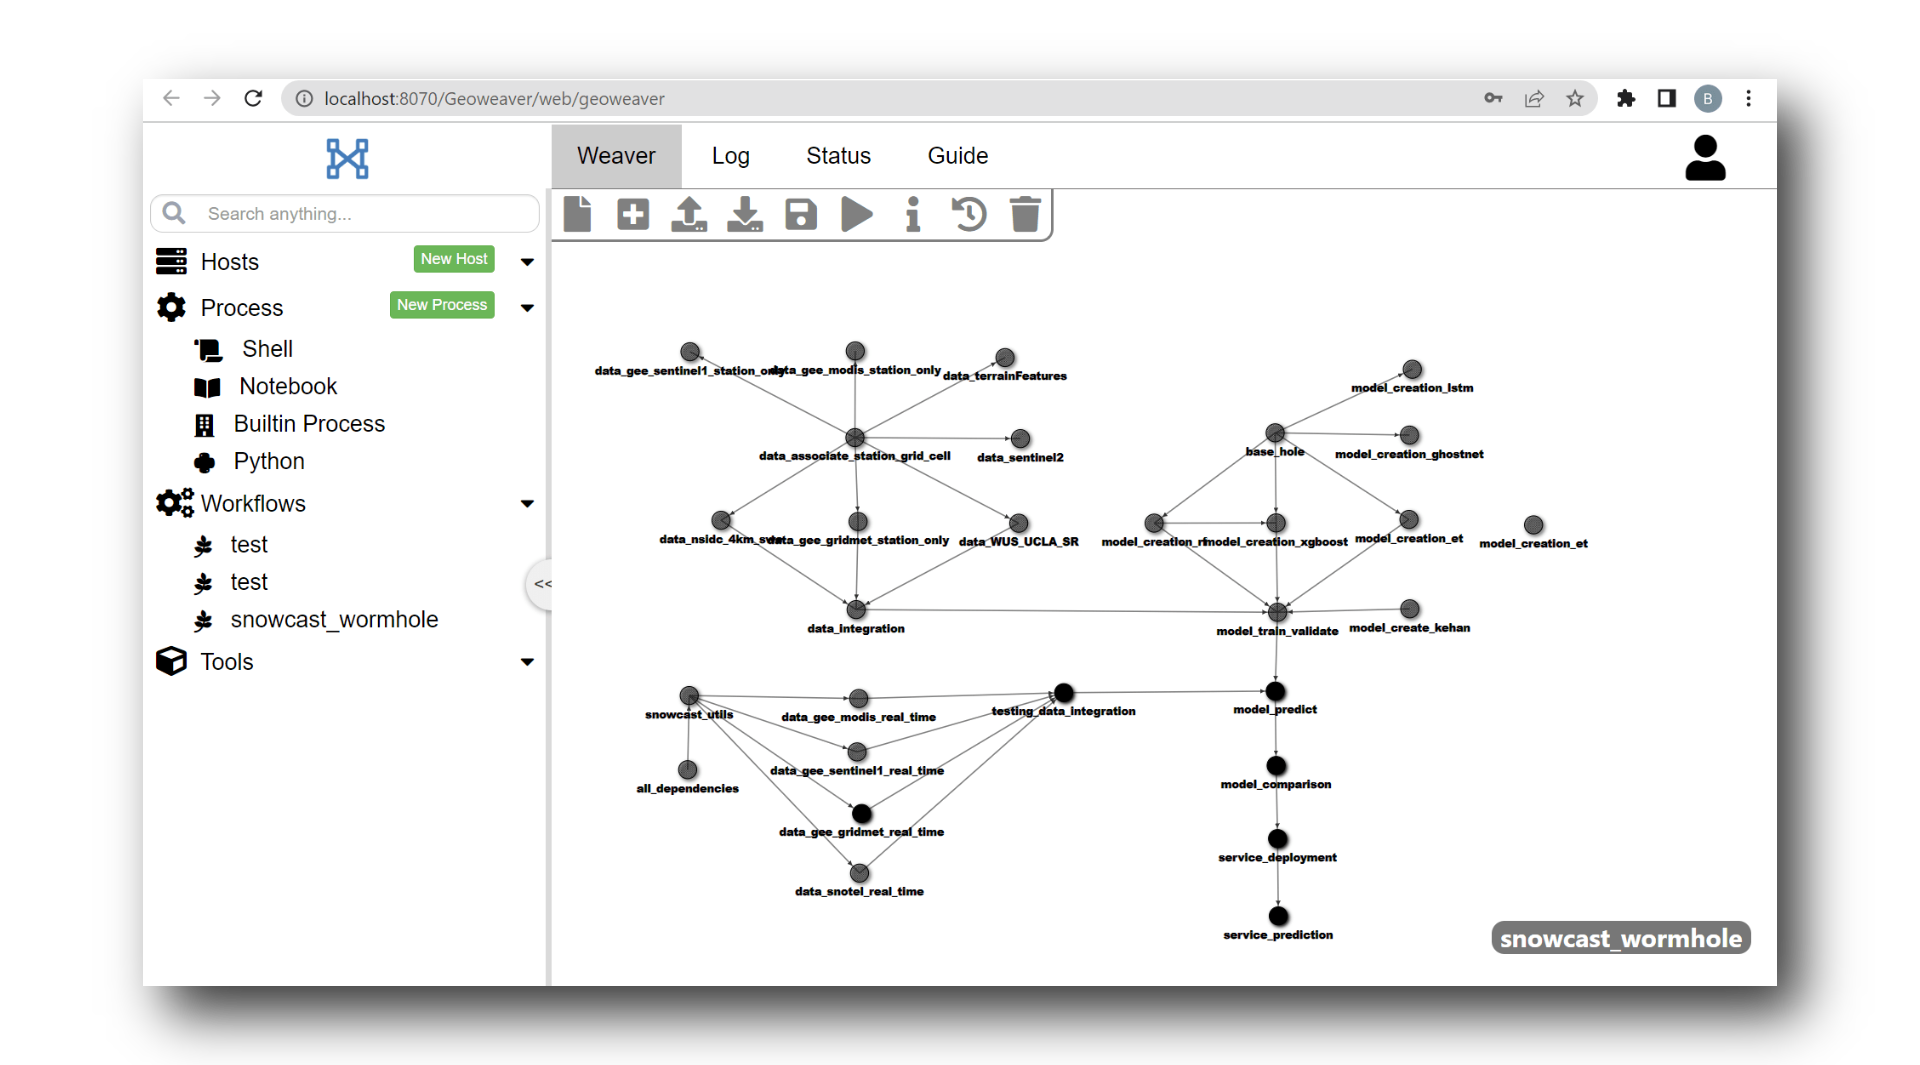 localhost:8070/Geoweaver/web/geoweaver
B
Weaver Log Status Guide
Search anything...
Hosts New Host
Process New Process
Shell
Notebook
Builtin Process
Python
Workflows
test
test
snowcast_wormhole
Tools
<<
data_gee_sentinel1_station_only
data_gee_modis_station_only
data_terrainFeatures
model_creation_lstm
data_associate_station_grid_cell
data_sentinel2
base_hole
model_creation_ghostnet
data_gee_gridmet_station_only
data_WUS_UCLA_SR
model_creation_xgboost
model_creation_et
model_creation_et
data_integration
model_train_validate
model_create_kehan
snowcast_utils
data_gee_modis_real_time
testing_data_integration
model_predict
data_gee_sentinel1_real_time
all_dependencies
model_comparison
data_gee_gridmet_real_time
service_deployment
data_snotel_real_time
service_prediction
snowcast_wormhole